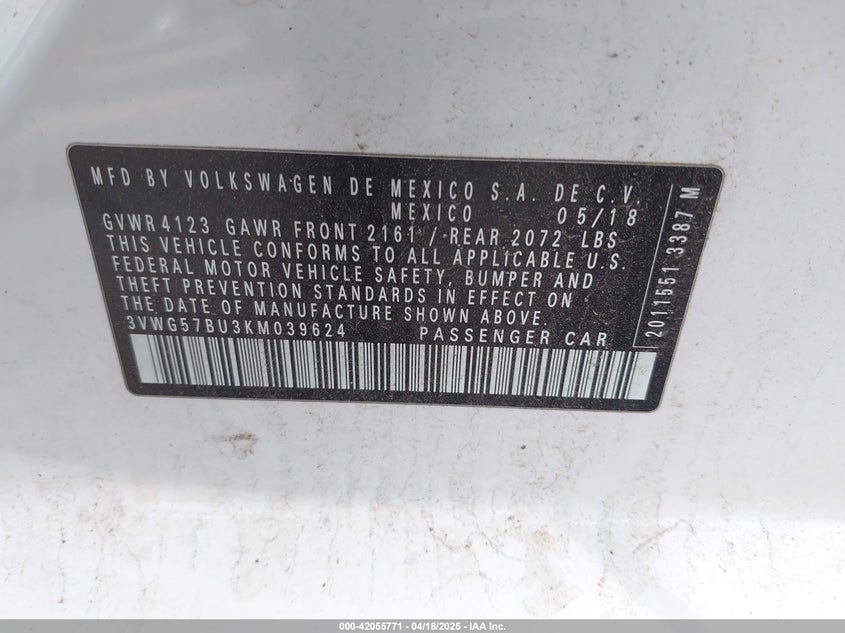 MFD BY VOLKSWAGEN DE MEXICO S.A. DE C.V.
MEXICO 05/18
GVWR 4123 GAWR FRONT 2161 / REAR 2072 LBS
THIS VEHICLE CONFORMS TO ALL APPLICABLE U.S.
FEDERAL MOTOR VEHICLE SAFETY, BUMPER AND
THEFT PREVENTION STANDARDS IN EFFECT ON
THE DATE OF MANUFACTURE SHOWN ABOVE.
3VWG57BU3KM039624 PASSENGER CAR
2011551 3387 M
000-42055771 - 04/18/2025 - IAA Inc.